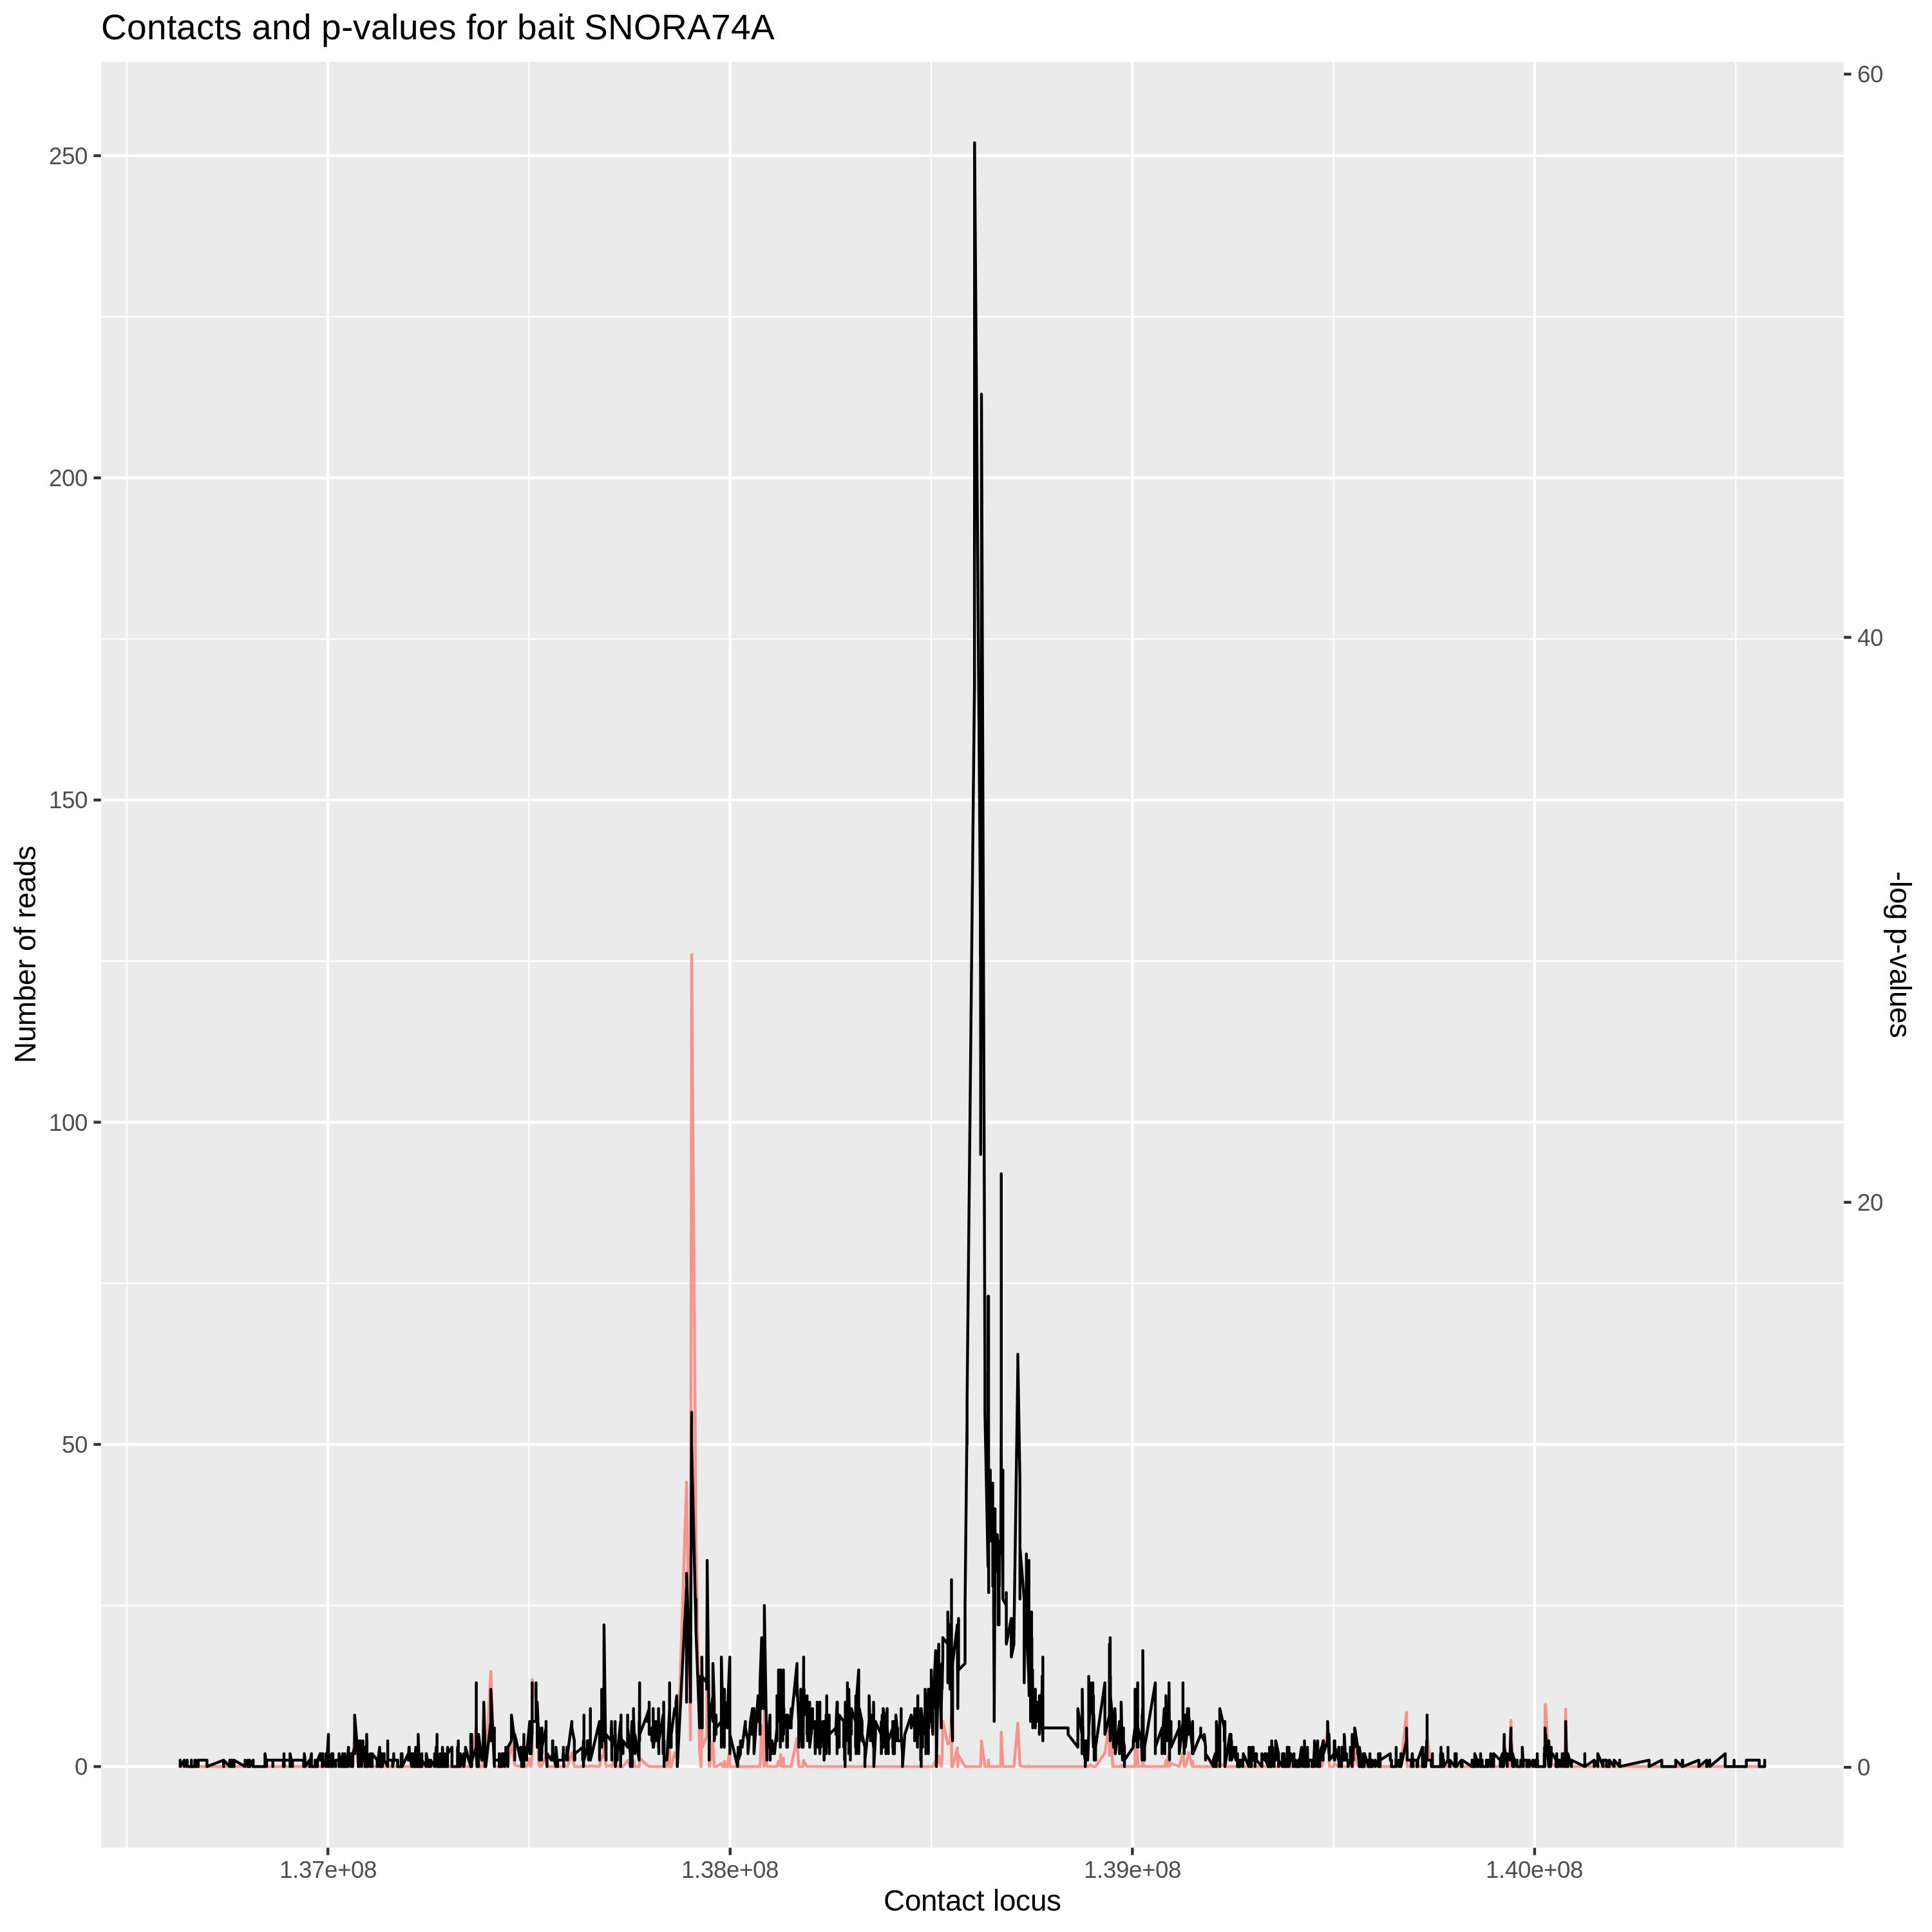 Contacts and p-values for bait SNORA74A
250
200
150
100
50
0
Number of reads
60
40
20
0
-log p-values
1.37e+08
1.38e+08
1.39e+08
1.40e+08
Contact locus